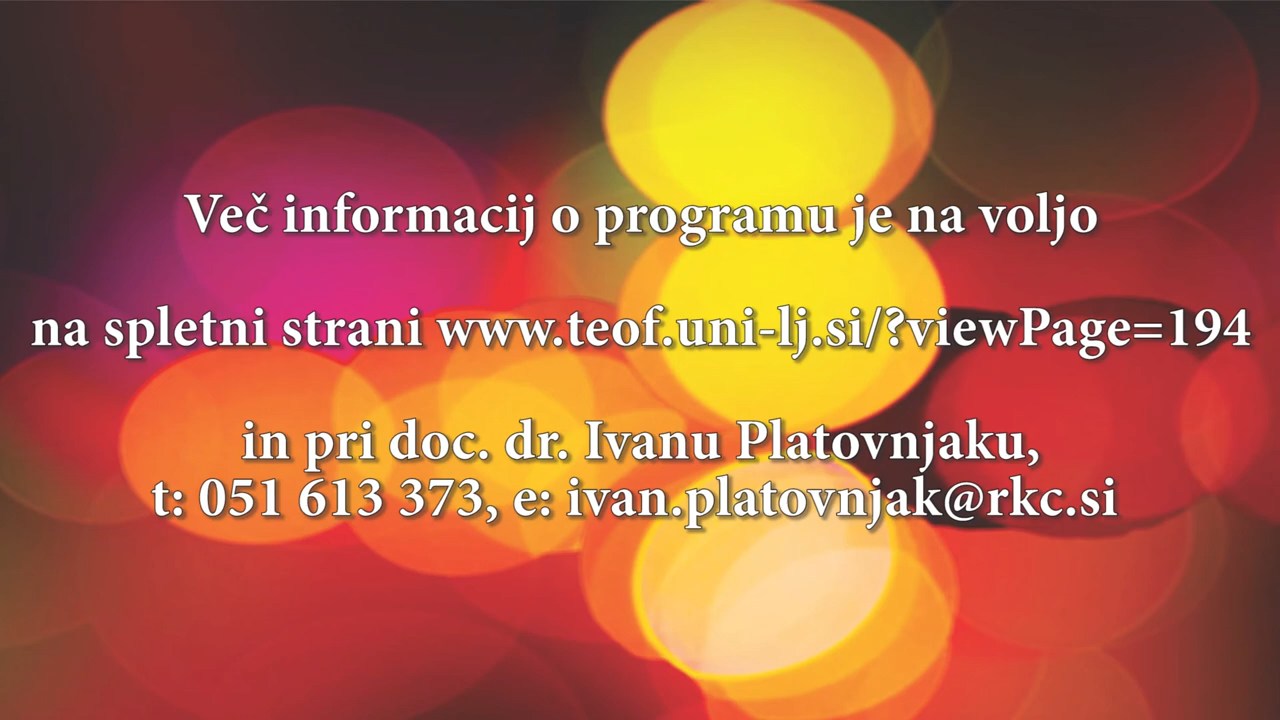 Več informacij o programu je na voljo
na spletni strani www.teof.uni-lj.si/?viewPage=194
in pri doc. dr. Ivanu Platovnjaku,
t: 051 613 373, e: ivan.platovnjak@rkc.si